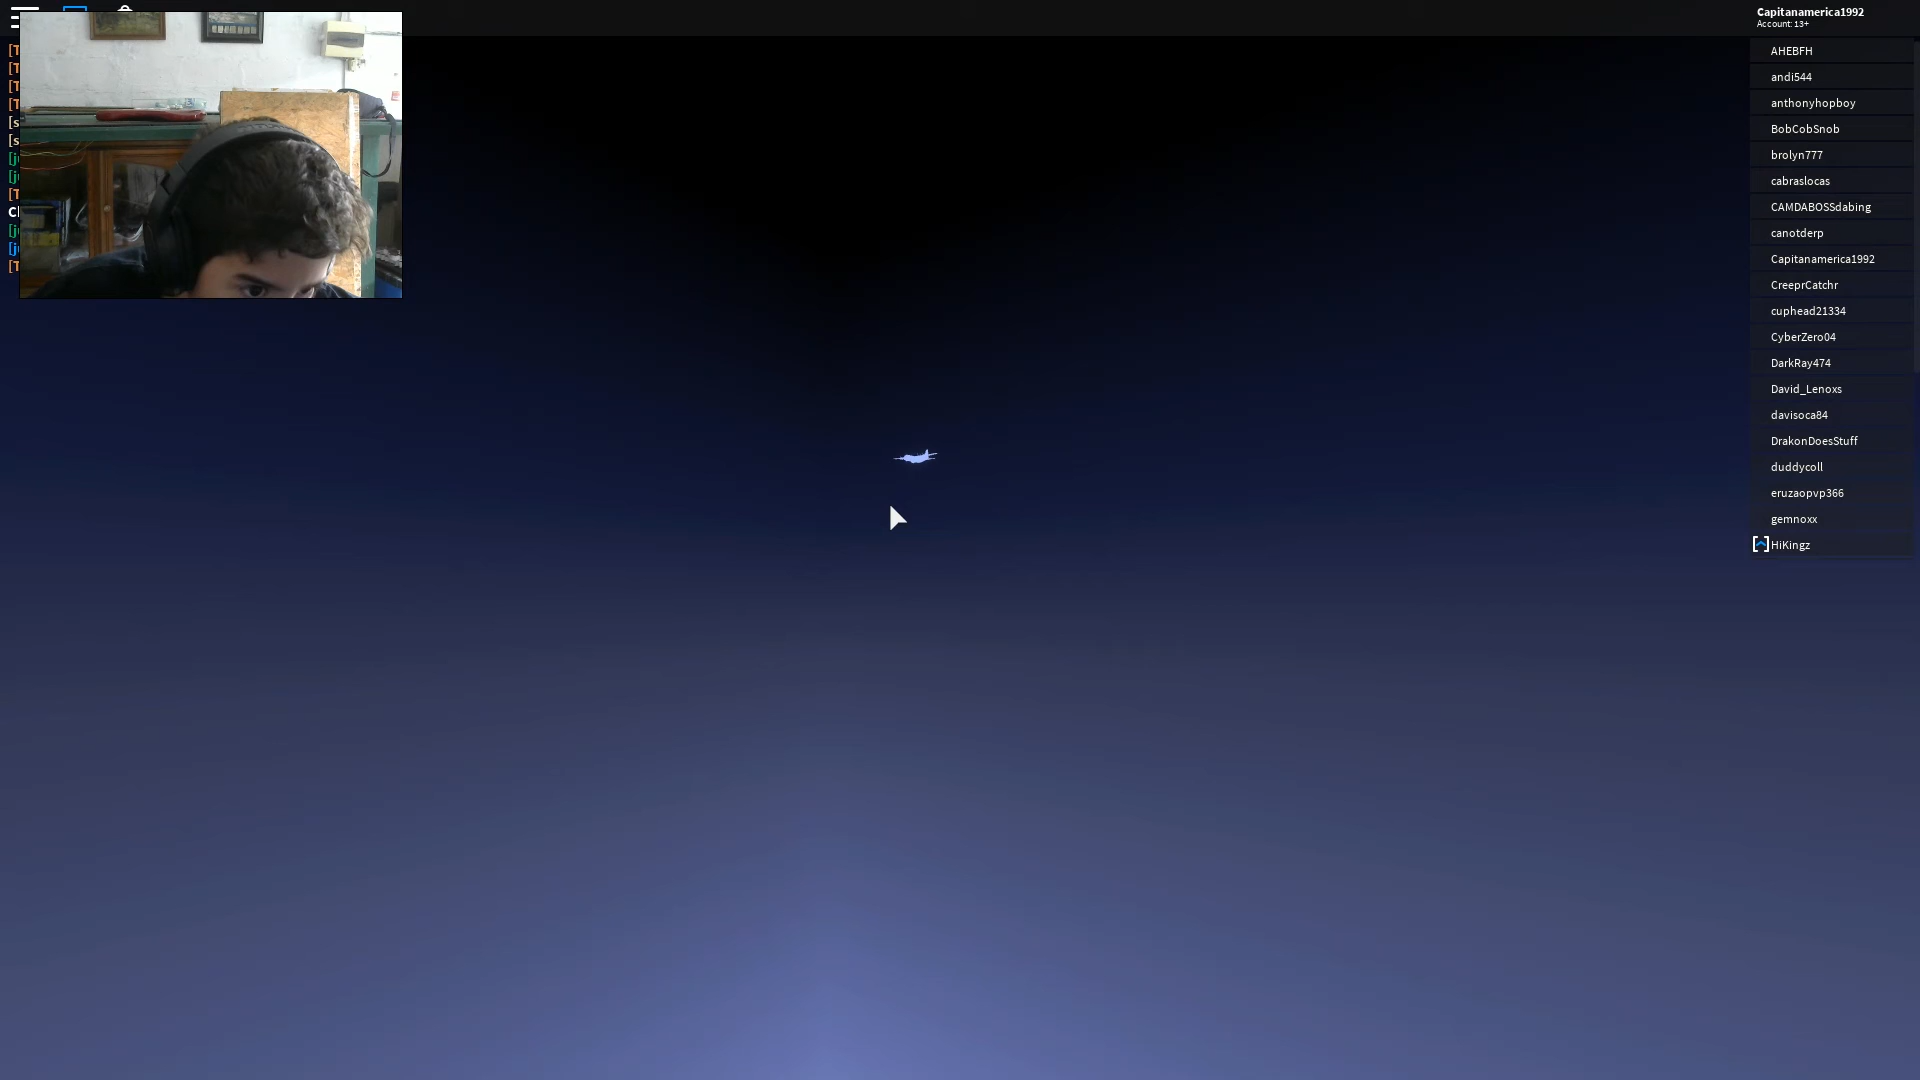 Capitanamerica1992
Account: 13+
AHEBFH
andi544
anthonyhopboy
BobCobSnob
brolyn777
cabraslocas
CAMDABOSSdabing
canotderp
Capitanamerica1992
CreeprCatchr
cuphead21334
CyberZero04
DarkRay474
David_Lenoxs
davisoca84
DrakonDoesStuff
duddycoll
eruzaopvp366
gemnoxx
HiKingz